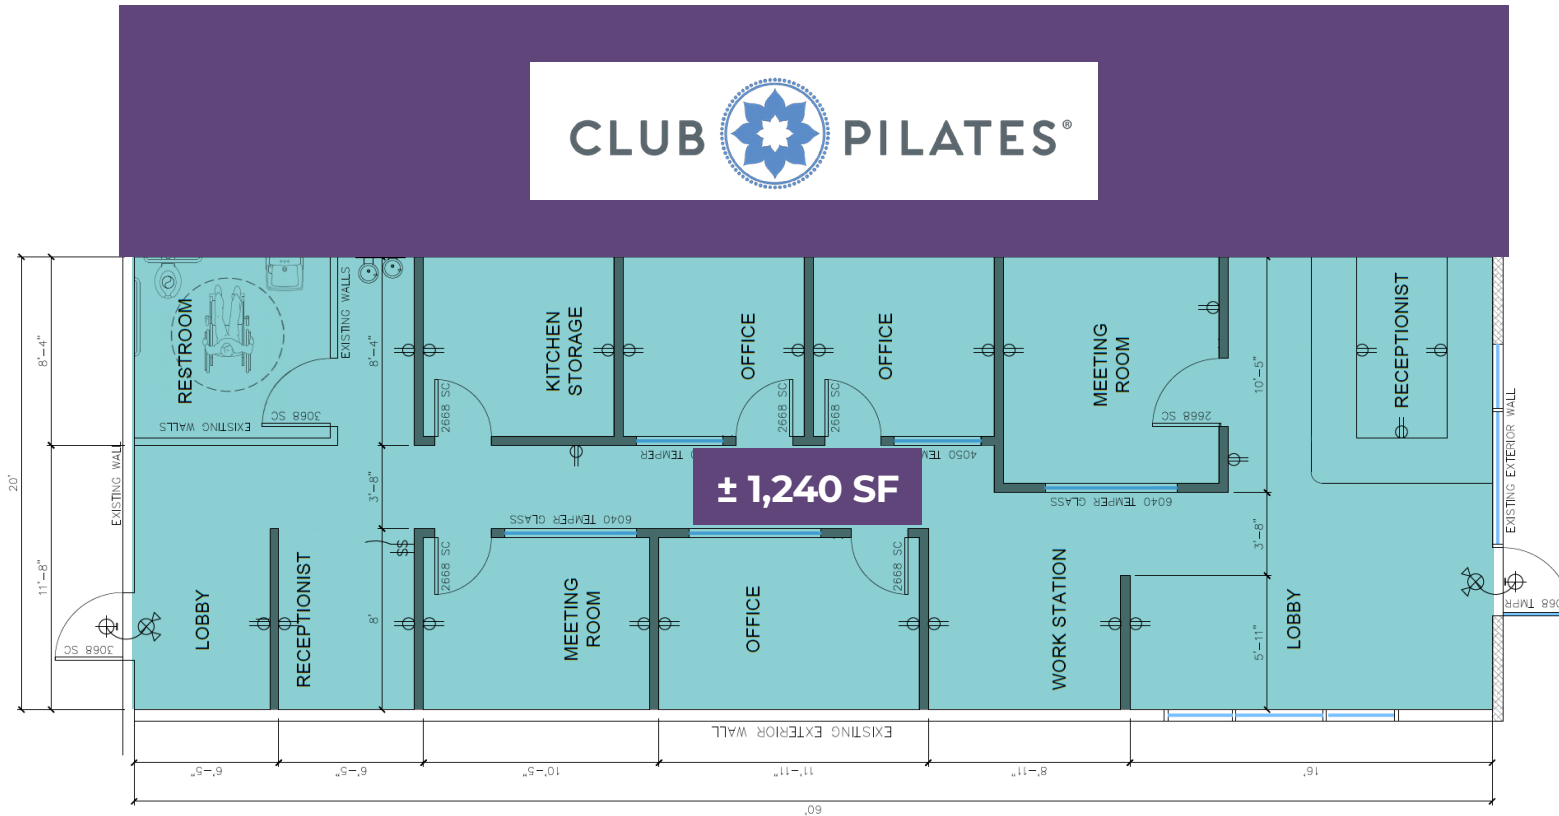 CLUB PILATES®
RESTROOM
EXISTING WALLS
EXISTING WALLS
3068 SC
8'-4"
8'-4"
20'
KITCHEN
STORAGE
2668 SC
OFFICE
2668 SC
OFFICE
2668 SC
MEETING
ROOM
2668 SC
10'-5"
RECEPTIONIST
EXISTING EXTERIOR WALL
EXISTING WALL
TEMPER
4050 TEM
± 1,240 SF
3'-8"
6040 TEMPER GLASS
6040 TEMPER GLASS
3'-8"
11'-8"
LOBBY
RECEPTIONIST
SS
8'
2668 SC
MEETING
ROOM
OFFICE
2668 SC
WORK STATION
5'-11"
LOBBY
3068 SC
068 TMPR
EXISTING EXTERIOR WALL
6'-5"
6'-5"
10'-5"
11'-11"
8'-11"
16'
60'